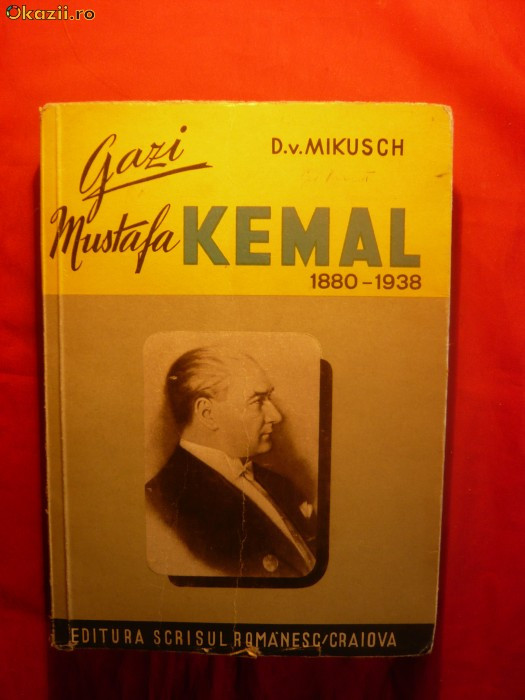 Okazii.ro
Gazi
D.v. MIKUSCH
Mustafa KEMAL
1880-1938
EDITURA SCRISUL ROMÂNESC/CRAIOVA